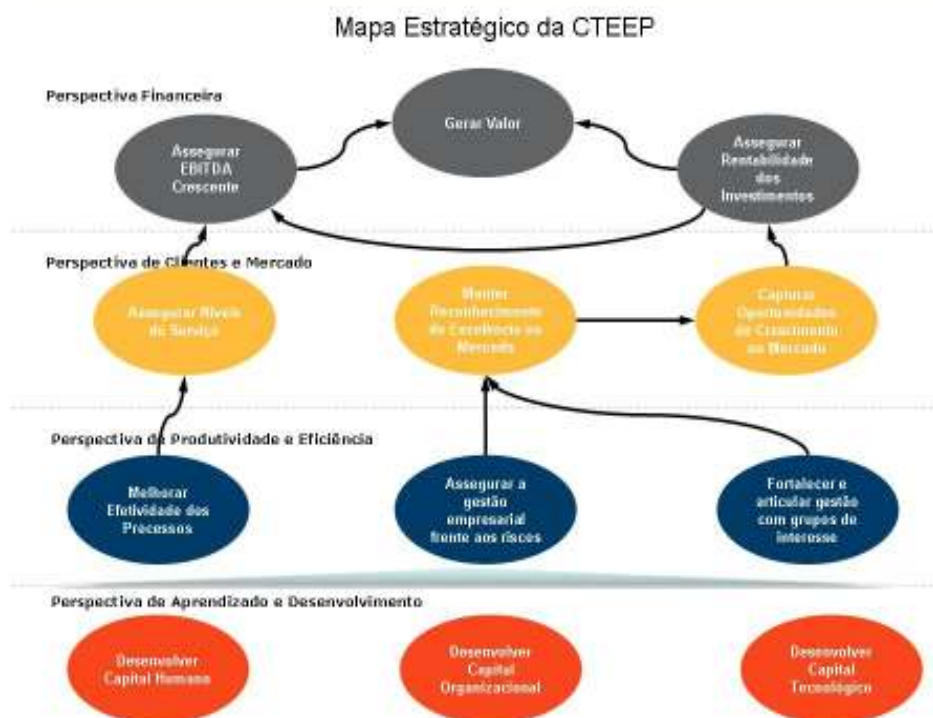 Mapa Estratégico da CTEEP
Perspectiva Financeira
Gerar Valor
Assegurar
EBITDA
Crescente
Assegurar
Rentabilidade
dos
Investimentos
Perspectiva de Clientes e Mercado
Assegurar Níveis
de Serviço
Manter
Reconhecimento
de Excelência no
Mercado
Capturar
Oportunidades
de Crescimento
no Mercado
Perspectiva de Produtividade e Eficiência
Melhorar
Efetividade dos
Processos
Assegurar a
gestão
empresarial
frente aos riscos
Fortalecer e
articular gestão
com grupos de
interesse
Perspectiva de Aprendizado e Desenvolvimento
Desenvolver
Capital Humano
Desenvolver
Capital
Organizacional
Desenvolver
Capital
Tecnológico